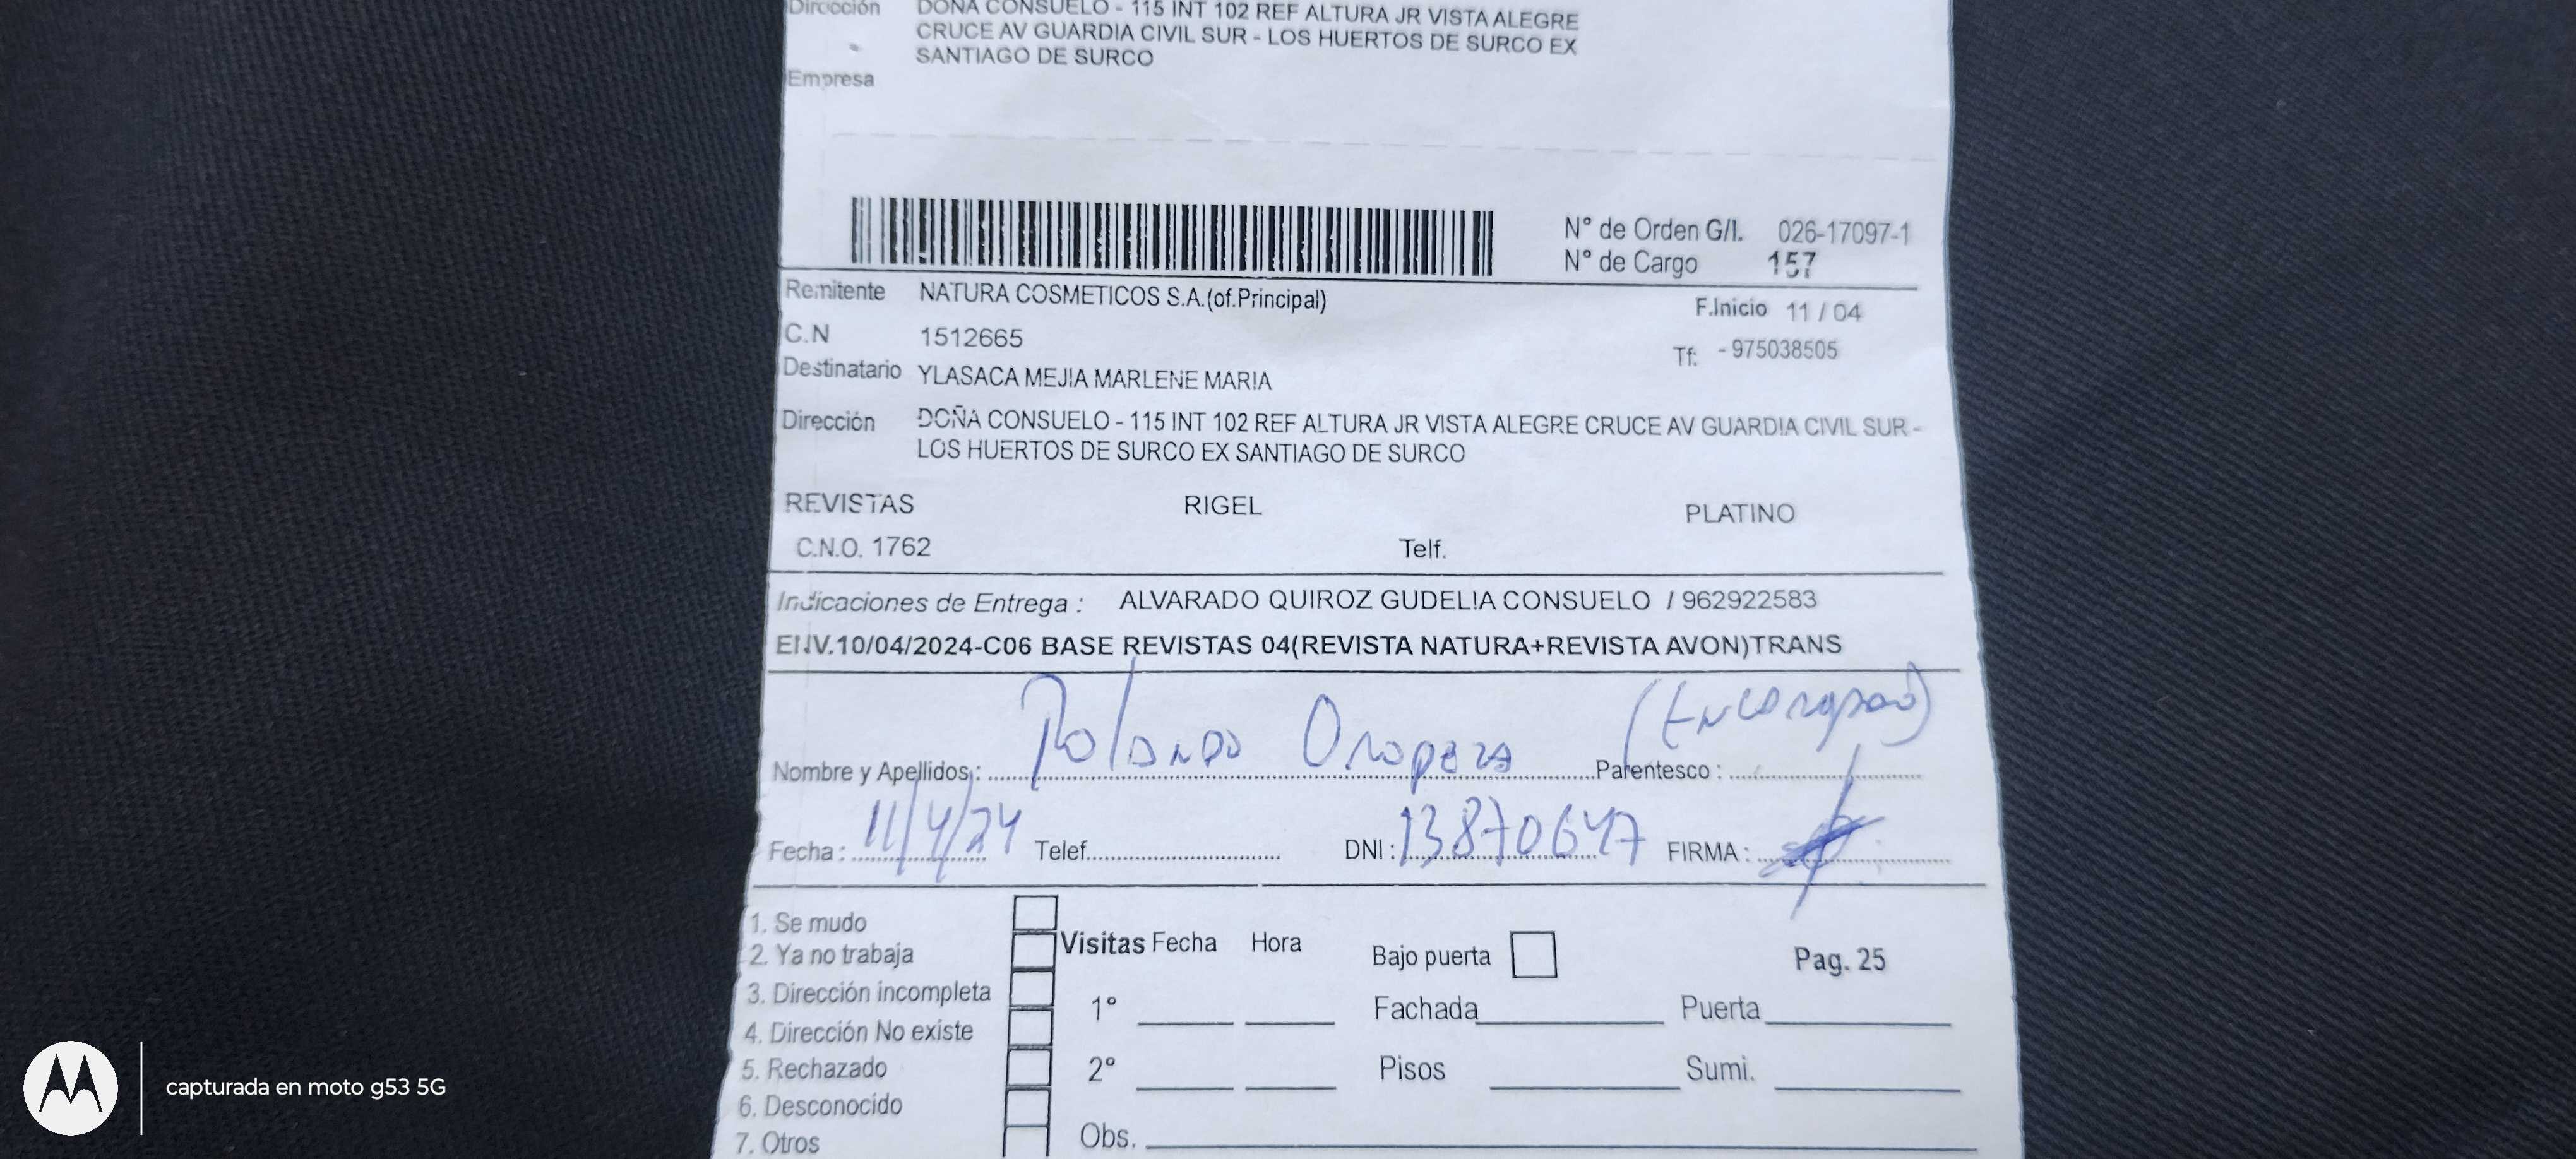 Dirección DOÑA CONSUELO - 115 INT 102 REF ALTURA JR VISTA ALEGRE
CRUCE AV GUARDIA CIVIL SUR - LOS HUERTOS DE SURCO EX
SANTIAGO DE SURCO
Empresa
N° de Orden G/I. 026-17097-1
N° de Cargo 157
Remitente NATURA COSMETICOS S.A.(of.Principal)
F.Inicio 11 / 04
C.N 1512665
Tf: - 975038505
Destinatario YLASACA MEJIA MARLENE MARIA
Dirección DOÑA CONSUELO - 115 INT 102 REF ALTURA JR VISTA ALEGRE CRUCE AV GUARDIA CIVIL SUR -
LOS HUERTOS DE SURCO EX SANTIAGO DE SURCO
REVISTAS RIGEL PLATINO
C.N.O. 1762 Telf.
Indicaciones de Entrega : ALVARADO QUIROZ GUDELIA CONSUELO / 962922583
ENV.10/04/2024-C06 BASE REVISTAS 04(REVISTA NATURA+REVISTA AVON)TRANS
Nombre y Apellidos : Rolando Oropeza Parentesco : (Encargado)
Fecha : 11/4/24 Telef. DNI : 13870647 FIRMA :
1. Se mudo
2. Ya no trabaja
3. Dirección incompleta
4. Dirección No existe
5. Rechazado
6. Desconocido
7. Otros
Visitas Fecha Hora Bajo puerta Pag. 25
1° Fachada Puerta
2° Pisos Sumi.
Obs.
capturada en moto g53 5G